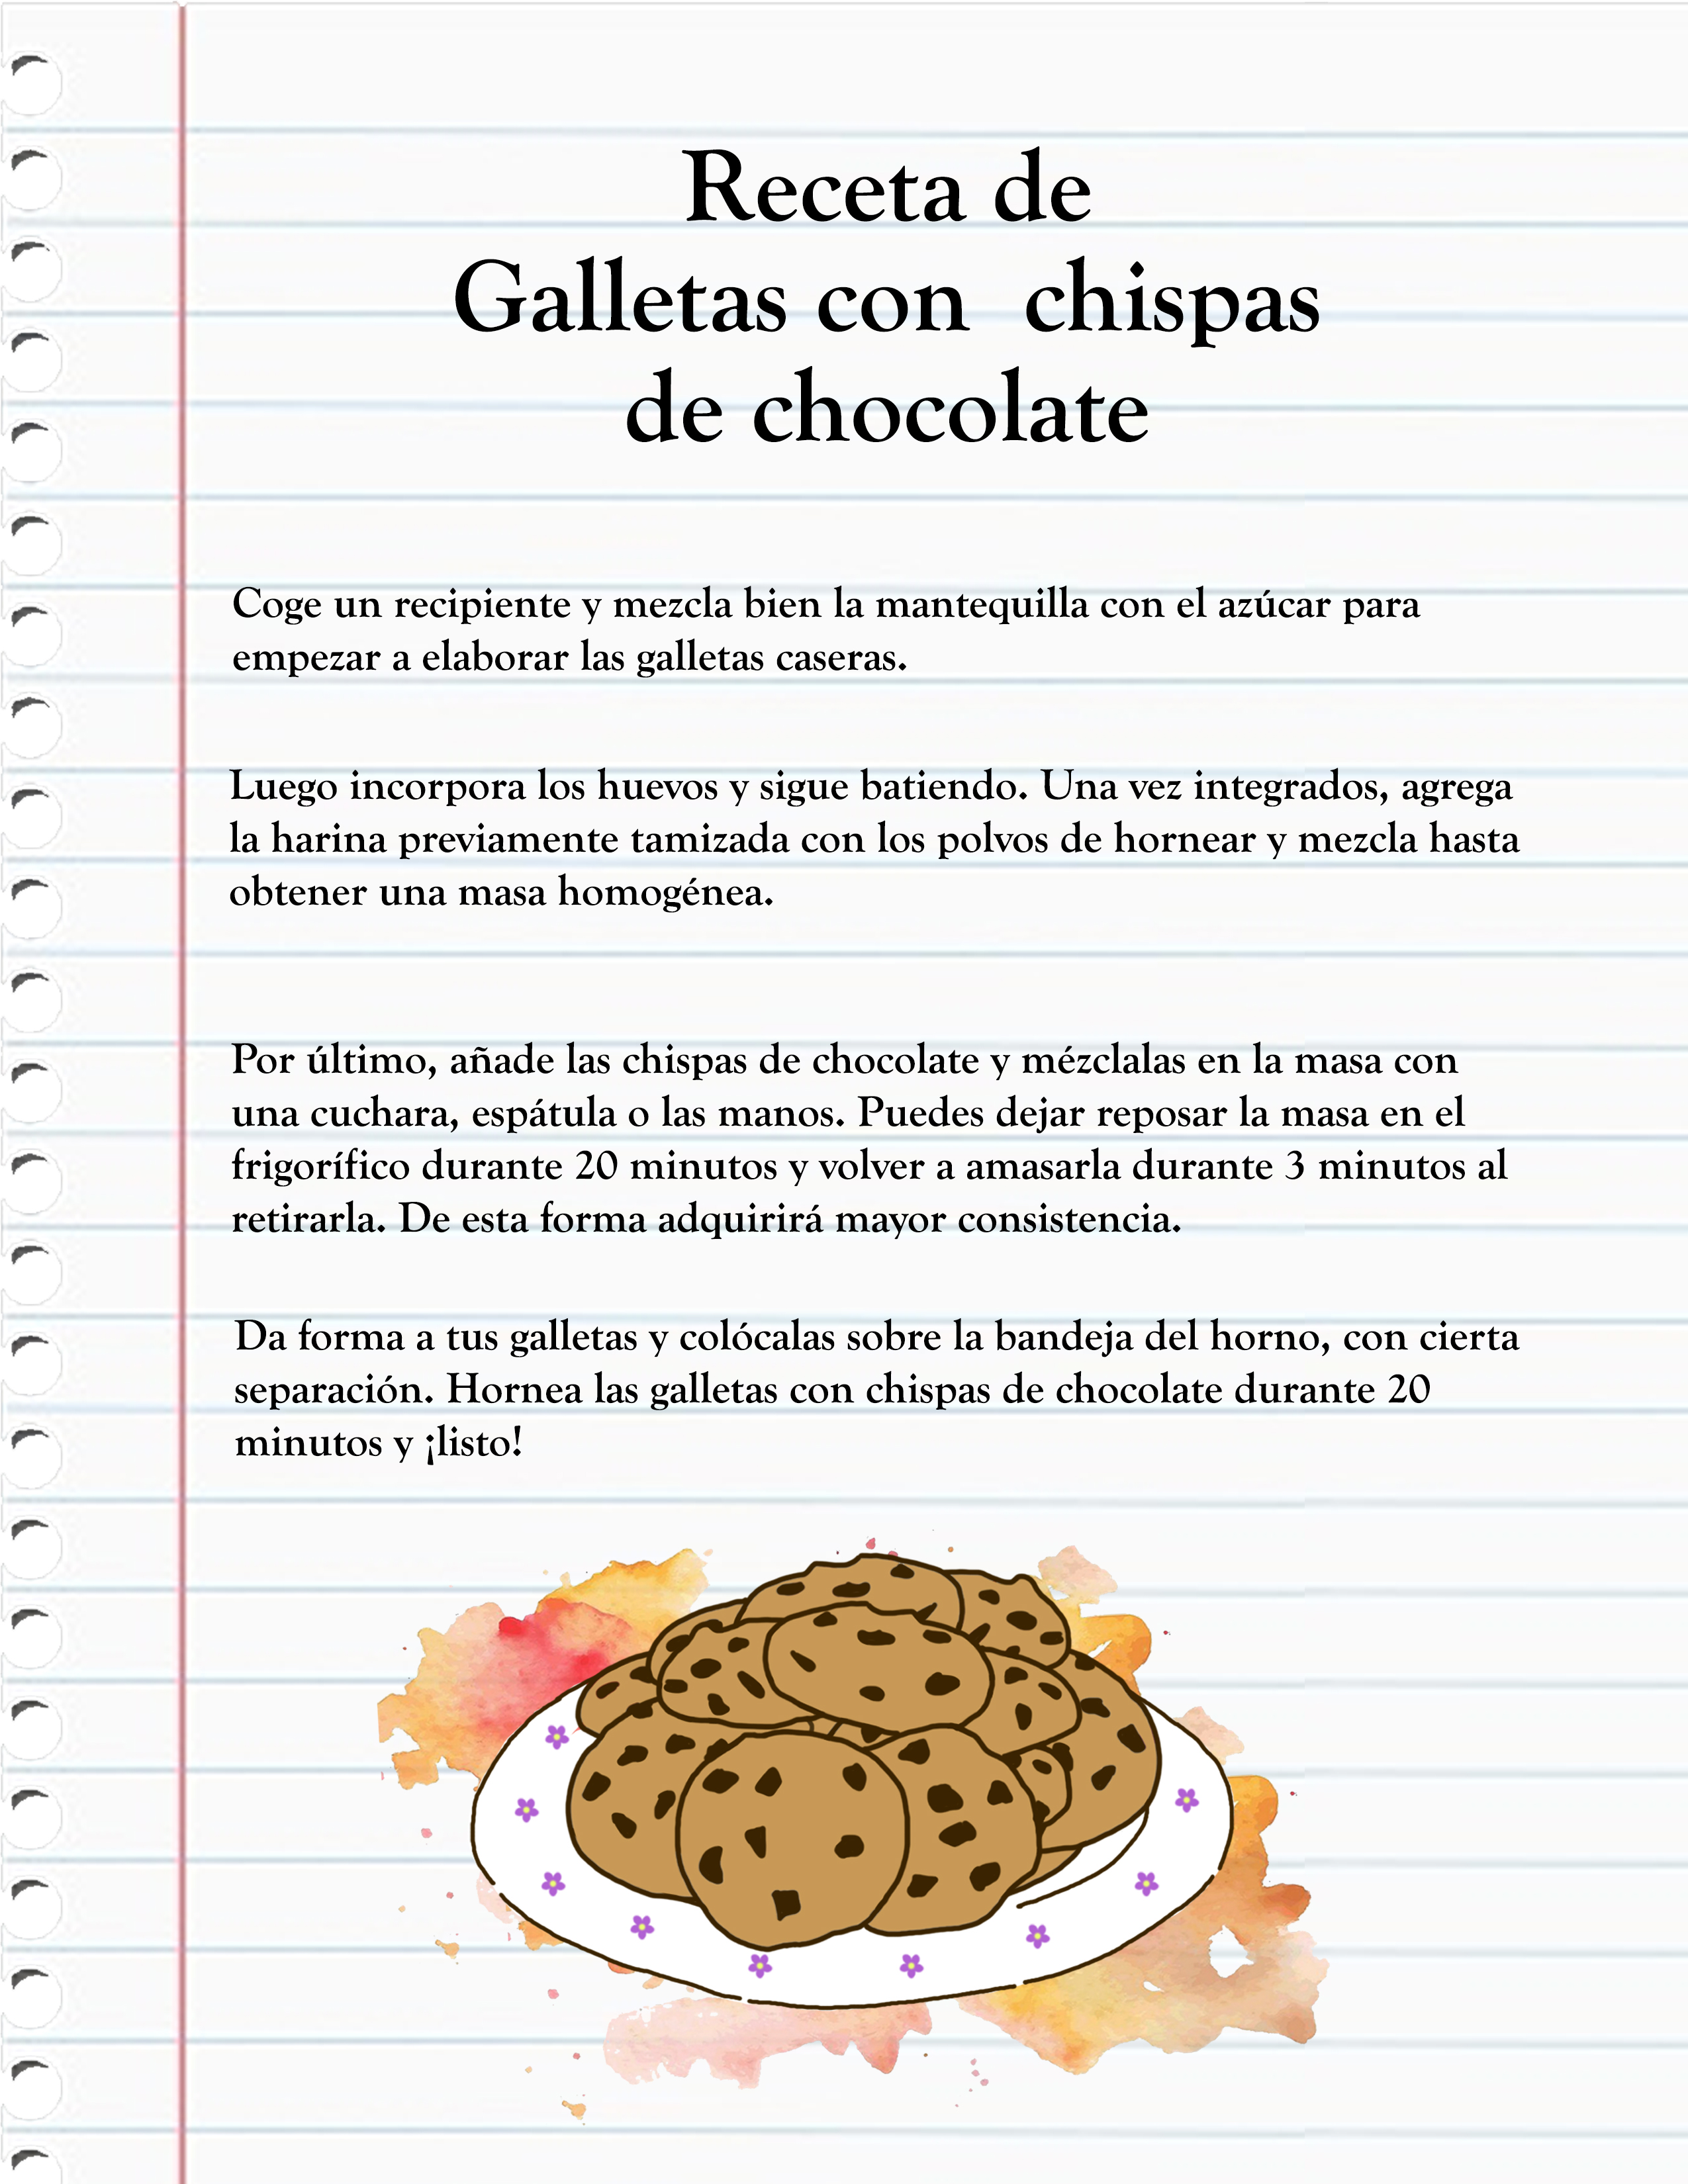 Receta de
Galletas con  chispas
de chocolate
Coge un recipiente y mezcla bien la mantequilla con el azúcar para
empezar a elaborar las galletas caseras.
Luego incorpora los huevos y sigue batiendo. Una vez integrados, agrega
la harina previamente tamizada con los polvos de hornear y mezcla hasta
obtener una masa homogénea.
Por último, añade las chispas de chocolate y mézclalas en la masa con
una cuchara, espátula o las manos. Puedes dejar reposar la masa en el
frigorífico durante 20 minutos y volver a amasarla durante 3 minutos al
retirarla. De esta forma adquirirá mayor consistencia.
Da forma a tus galletas y colócalas sobre la bandeja del horno, con cierta
separación. Hornea las galletas con chispas de chocolate durante 20
minutos y ¡listo!